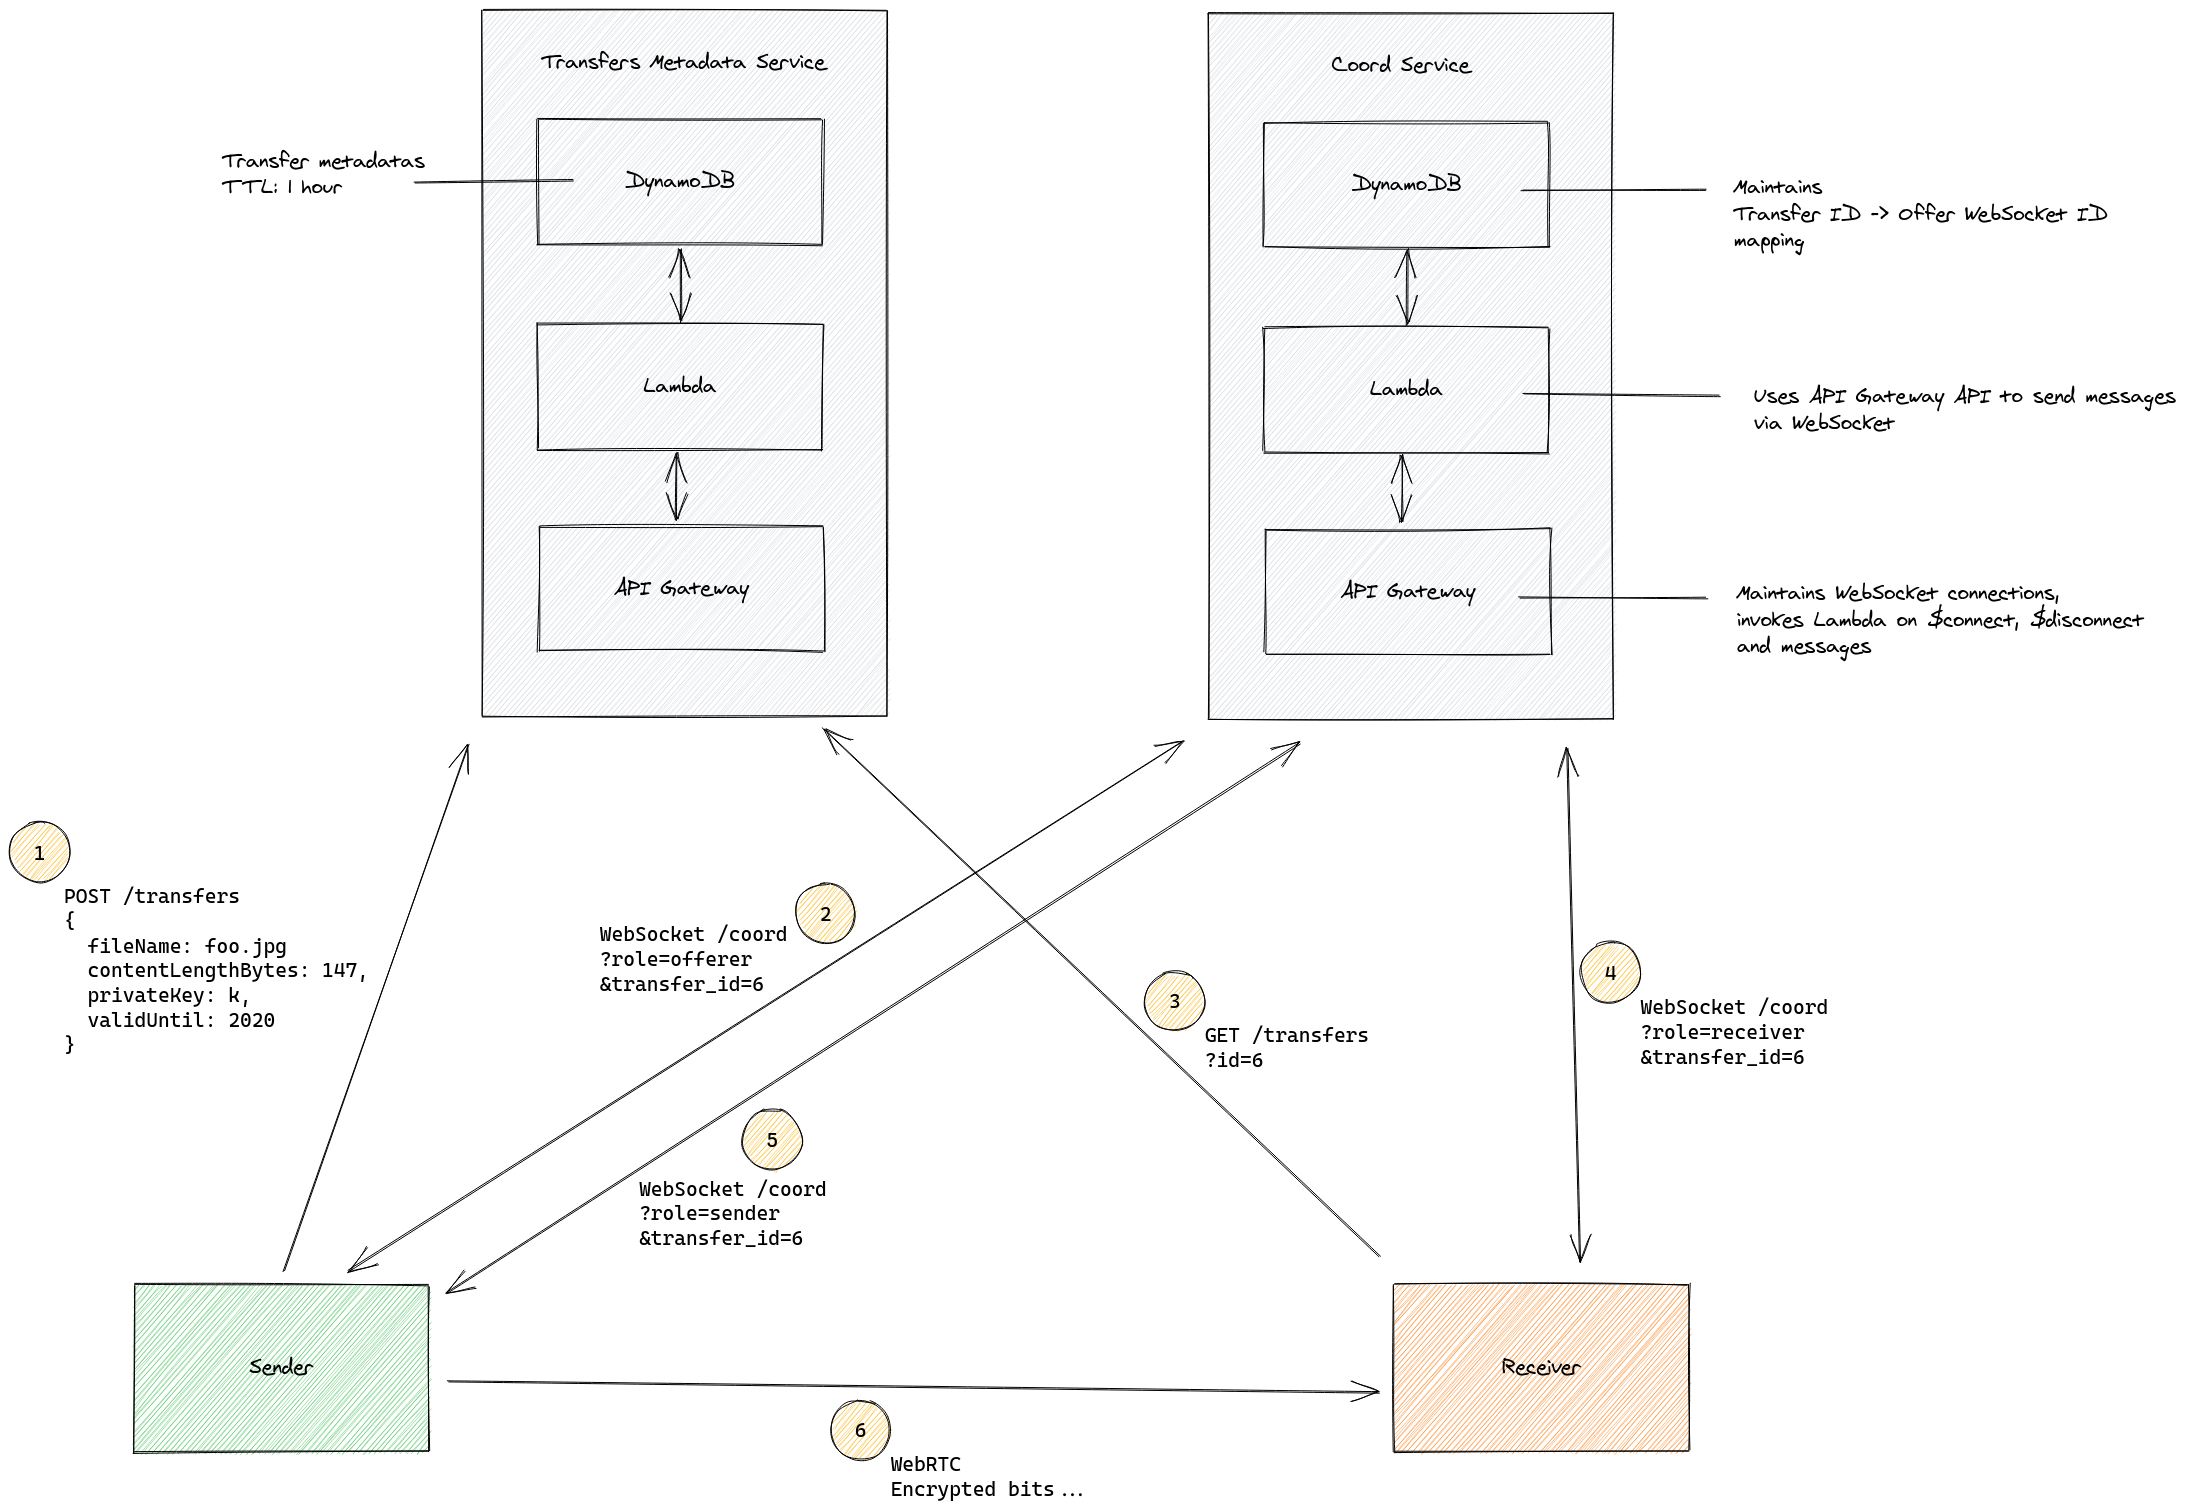 Transfers Metadata Service
DynamoDB
Transfer metadatas
TTL: 1 hour
Lambda
API Gateway
Coord Service
DynamoDB
Maintains
Transfer ID -> Offer WebSocket ID
mapping
Lambda
Uses API Gateway API to send messages
via WebSocket
API Gateway
Maintains WebSocket connections,
invokes Lambda on $connect, $disconnect
and messages
1
POST /transfers
{
  fileName: foo.jpg
  contentLengthBytes: 147,
  privateKey: k,
  validUntil: 2020
}
2
WebSocket /coord
?role=offerer
&transfer_id=6
3
GET /transfers
?id=6
4
WebSocket /coord
?role=receiver
&transfer_id=6
5
WebSocket /coord
?role=sender
&transfer_id=6
Sender
Receiver
6
WebRTC
Encrypted bits...